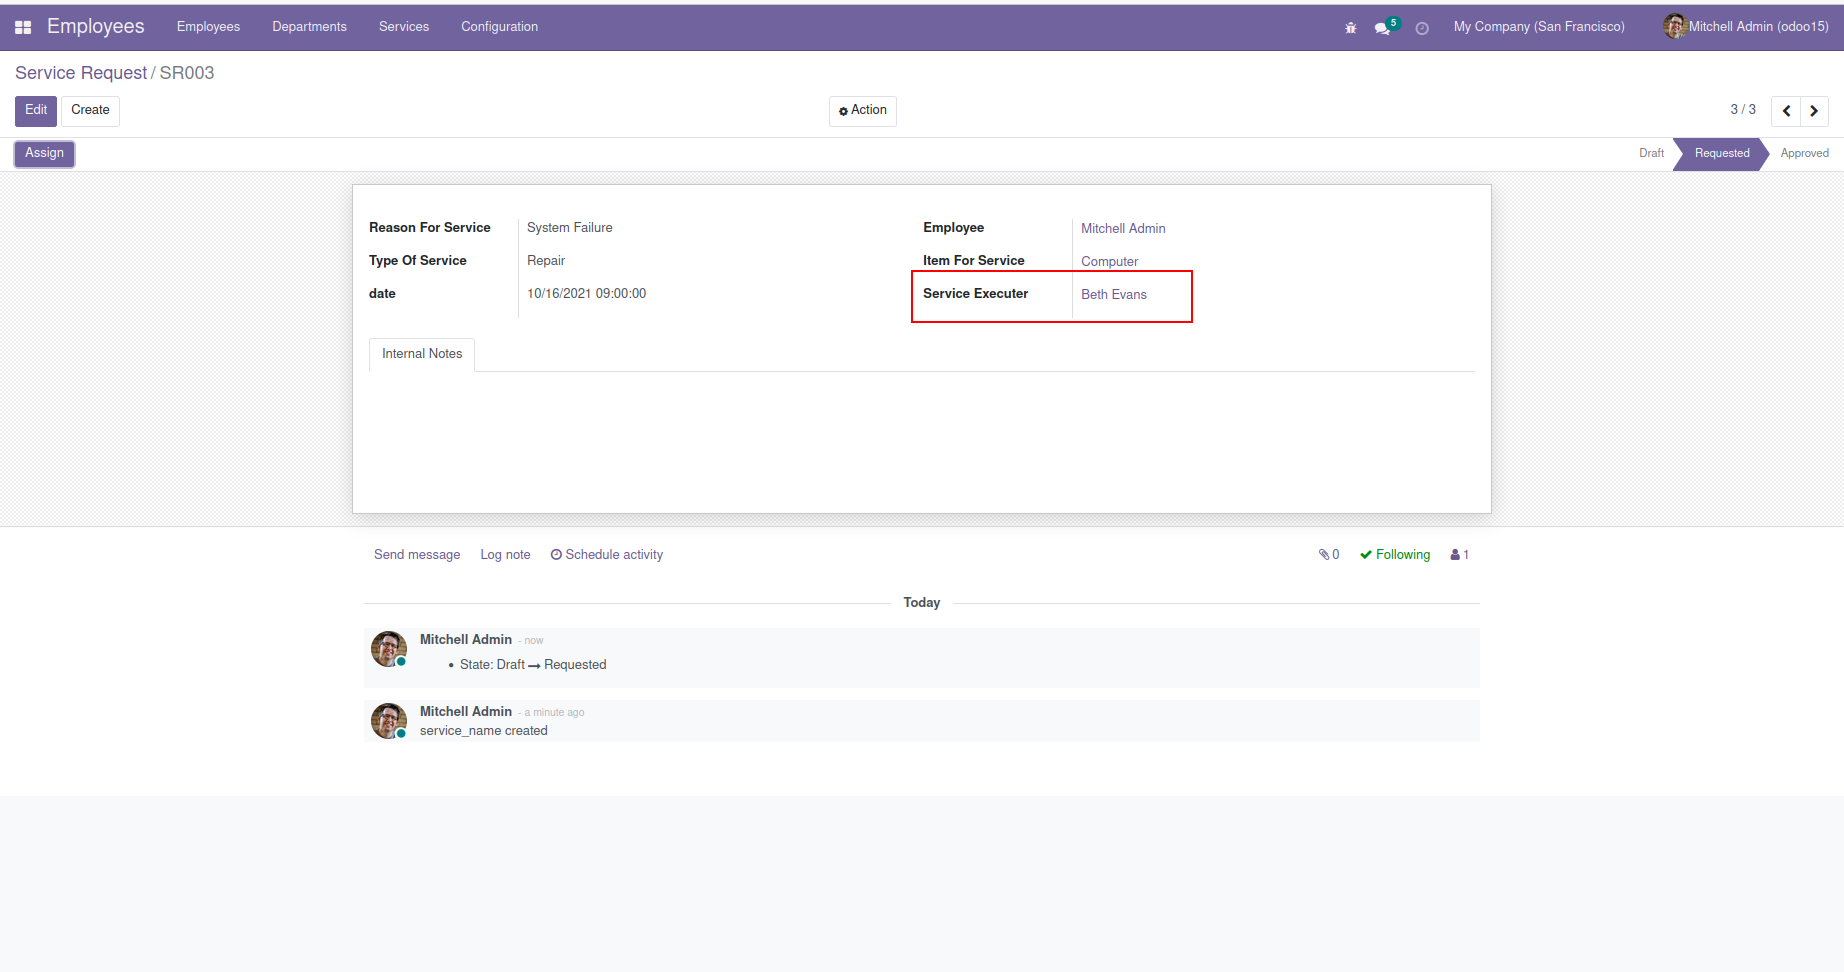 Employees Employees Departments Services Configuration 5 My Company (San Francisco) Mitchell Admin (odoo15)
Service Request / SR003
Edit Create Action 3 / 3
Assign Draft Requested Approved
Reason For Service System Failure Employee Mitchell Admin
Type Of Service Repair Item For Service Computer
date 10/16/2021 09:00:00 Service Executer Beth Evans
Internal Notes
Send message Log note Schedule activity 0 Following 1
Today
Mitchell Admin - now
• State: Draft → Requested
Mitchell Admin - a minute ago
service_name created